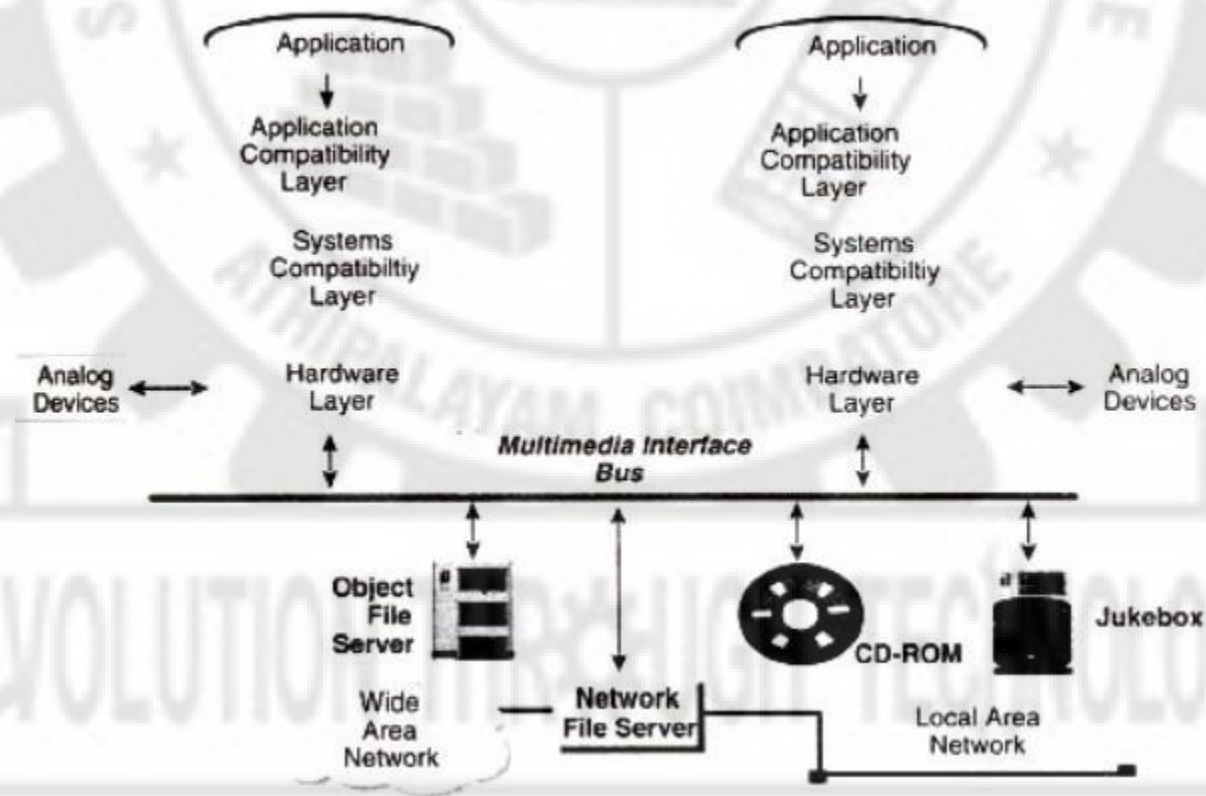 Application
Application
Compatibility
Layer
Systems
Compatibiltiy
Layer
Hardware
Layer
Analog
Devices
Application
Application
Compatibility
Layer
Systems
Compatibiltiy
Layer
Hardware
Layer
Analog
Devices
Multimedia Interface
Bus
Object
File
Server
CD-ROM
Jukebox
Wide
Area
Network
Network
File Server
Local Area
Network
ATHIPALAYAM COIMBATORE